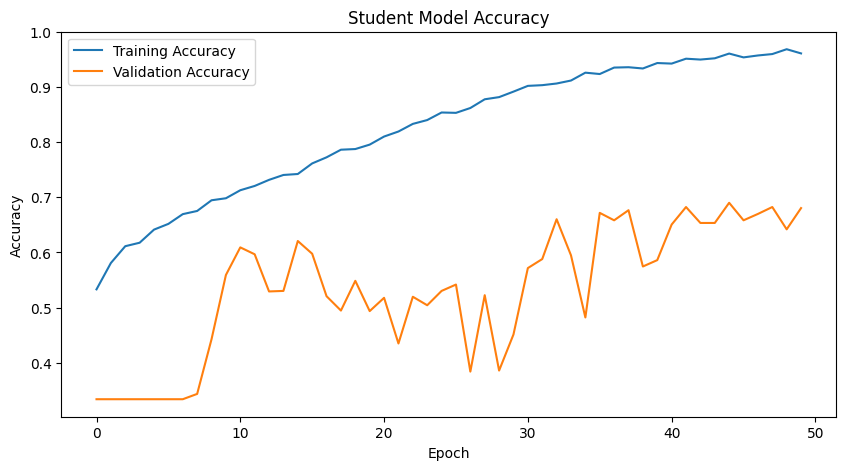 Student Model Accuracy
Training Accuracy
Validation Accuracy
Accuracy
1.0
0.9
0.8
0.7
0.6
0.5
0.4
0
10
20
30
40
50
Epoch